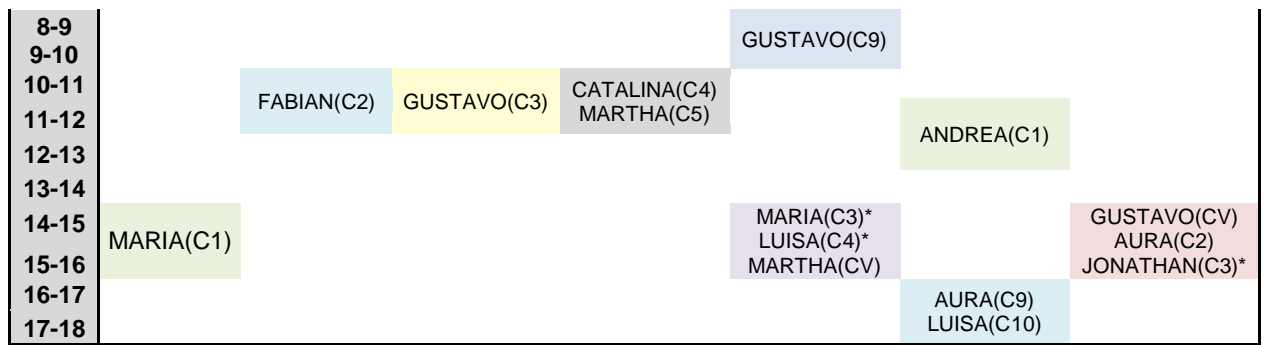 8-9
9-10
GUSTAVO(C9)
10-11
11-12
FABIAN(C2)
GUSTAVO(C3)
CATALINA(C4)
MARTHA(C5)
12-13
ANDREA(C1)
13-14
14-15
15-16
MARIA(C1)
MARIA(C3)*
LUISA(C4)*
MARTHA(CV)
GUSTAVO(CV)
AURA(C2)
JONATHAN(C3)*
16-17
17-18
AURA(C9)
LUISA(C10)